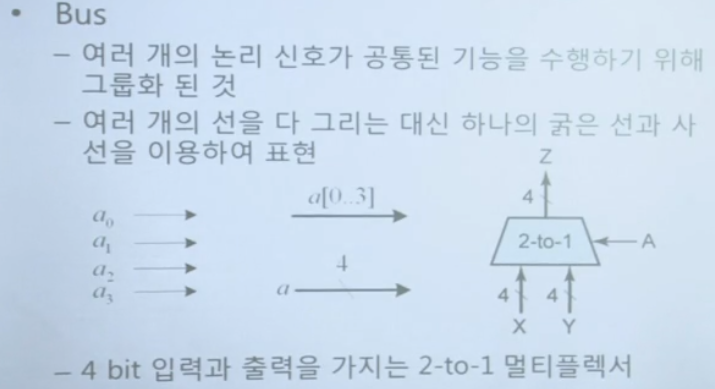 • Bus
– 여러 개의 논리 신호가 공통된 기능을 수행하기 위해
그룹화 된 것
– 여러 개의 선을 다 그리는 대신 하나의 굵은 선과 사
선을 이용하여 표현
a₀
a₁
a₂
a₃
a[0..3]
4
a
Z
4
2-to-1
A
4
4
X
Y
– 4 bit 입력과 출력을 가지는 2-to-1 멀티플렉서